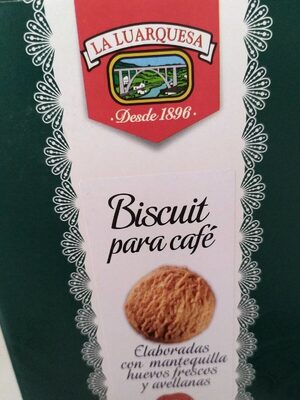 LA LUARQUESA
· Desde 1896 ·
Biscuit
para café
Elaboradas
con mantequilla
huevos frescos
y avellanas